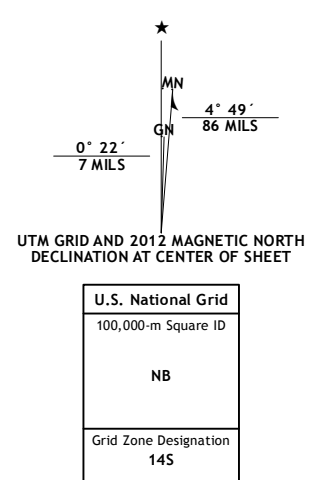 MN
4° 49´
GN
86 MILS
0° 22´
7 MILS
UTM GRID AND 2012 MAGNETIC NORTH
DECLINATION AT CENTER OF SHEET
U.S. National Grid
100,000-m Square ID
NB
Grid Zone Designation
14S